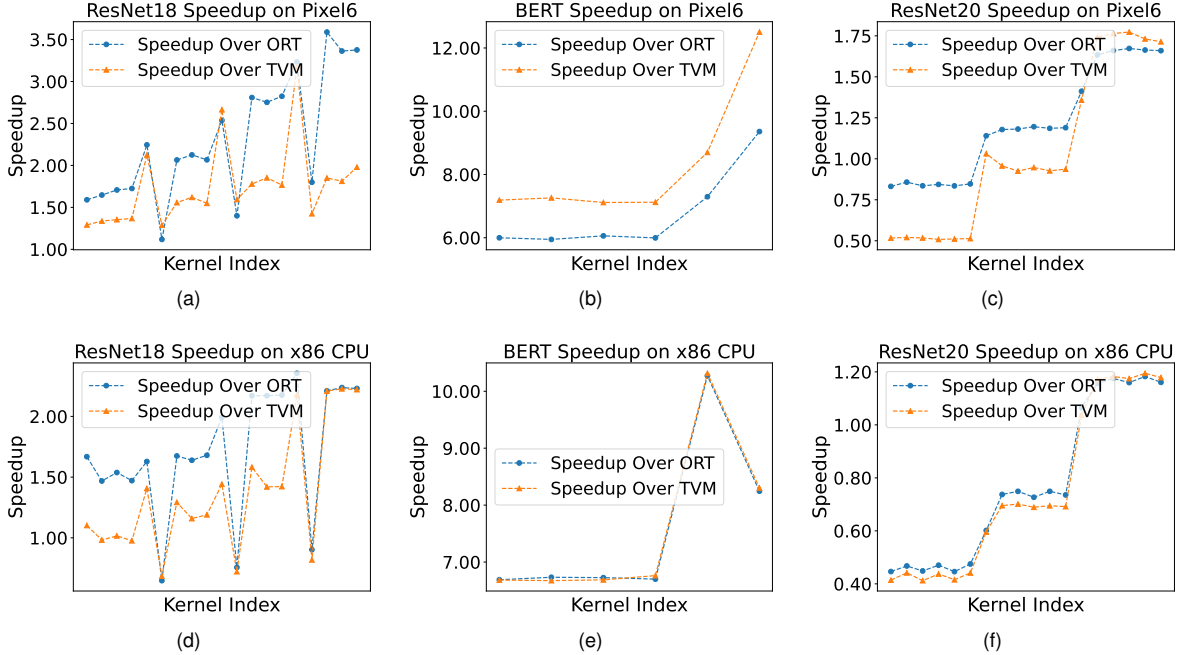 ResNet18 Speedup on Pixel6
3.50
3.00
2.50
2.00
1.50
1.00
Speedup
Speedup Over ORT
Speedup Over TVM
Kernel Index
(a)
BERT Speedup on Pixel6
12.00
10.00
8.00
6.00
Speedup
Speedup Over ORT
Speedup Over TVM
Kernel Index
(b)
ResNet20 Speedup on Pixel6
1.75
1.50
1.25
1.00
0.75
0.50
Speedup
Speedup Over ORT
Speedup Over TVM
Kernel Index
(c)
ResNet18 Speedup on x86 CPU
2.00
1.50
1.00
Speedup
Speedup Over ORT
Speedup Over TVM
Kernel Index
(d)
BERT Speedup on x86 CPU
10.00
9.00
8.00
7.00
Speedup
Speedup Over ORT
Speedup Over TVM
Kernel Index
(e)
ResNet20 Speedup on x86 CPU
1.20
1.00
0.80
0.60
0.40
Speedup
Speedup Over ORT
Speedup Over TVM
Kernel Index
(f)